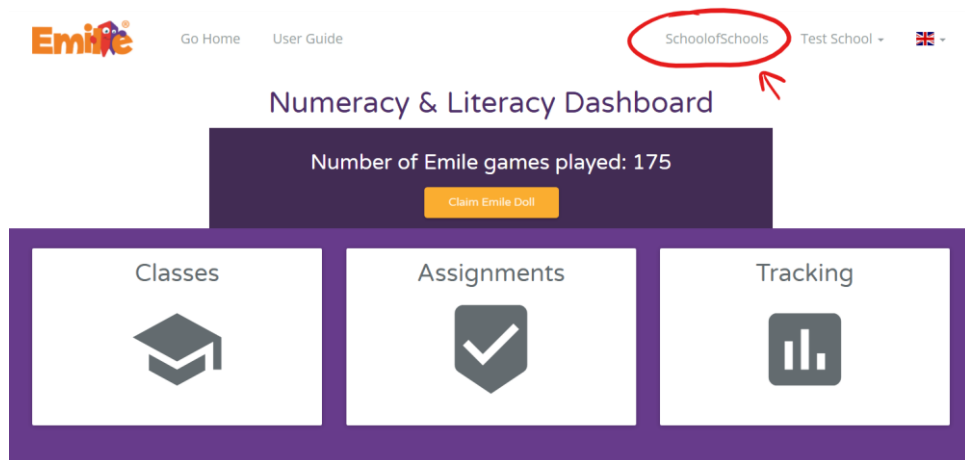 Emile
Go Home User Guide SchoolofSchools Test School
Numeracy & Literacy Dashboard
Number of Emile games played: 175
Claim Emile Doll
Classes Assignments Tracking